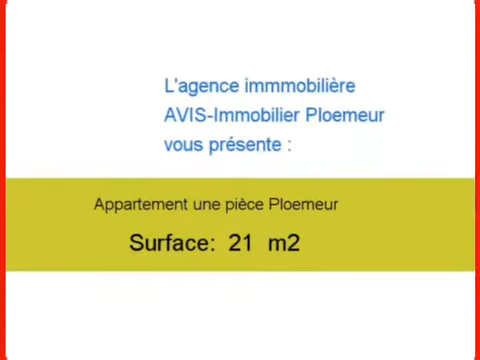 L'agence immmobilière
AVIS-Immobilier Ploemeur
vous présente :
Appartement une pièce Ploemeur
Surface: 21 m2